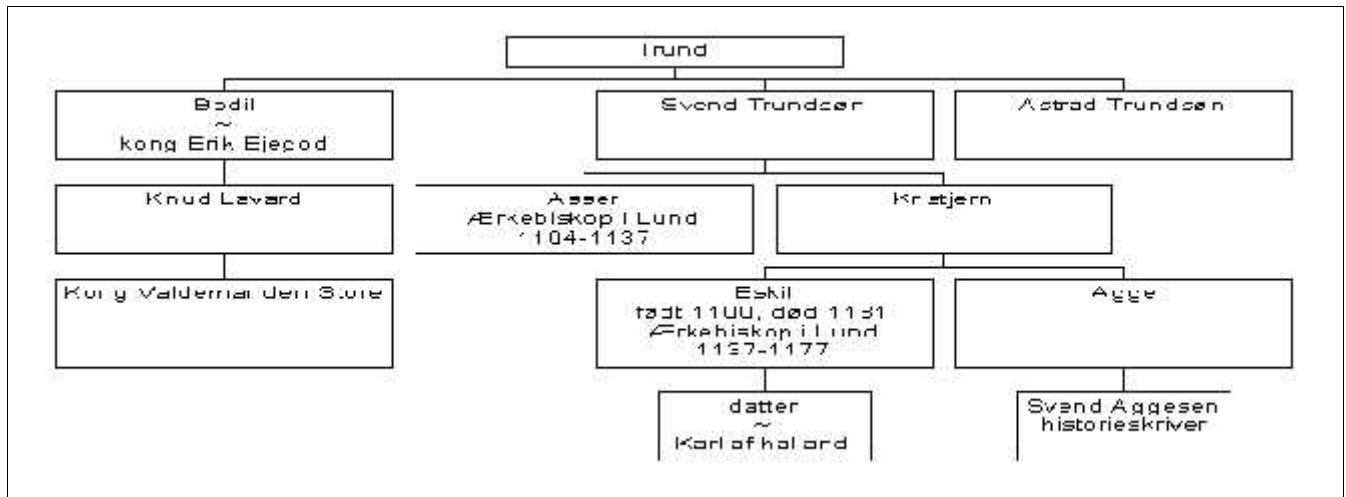 Trund
Bodil
~
kong Erik Ejegod
Svend Trundsøn
Astrad Trundsøn
Knud Lavard
Asser
Ærkebiskop i Lund
1104-1137
Kristjern
Kong Valdemar den Store
Eskil
født 1100, død 1181
Ærkebiskop i Lund
1137-1177
Agge
datter
~
Karl af halland
Svend Aggesen
historieskriver